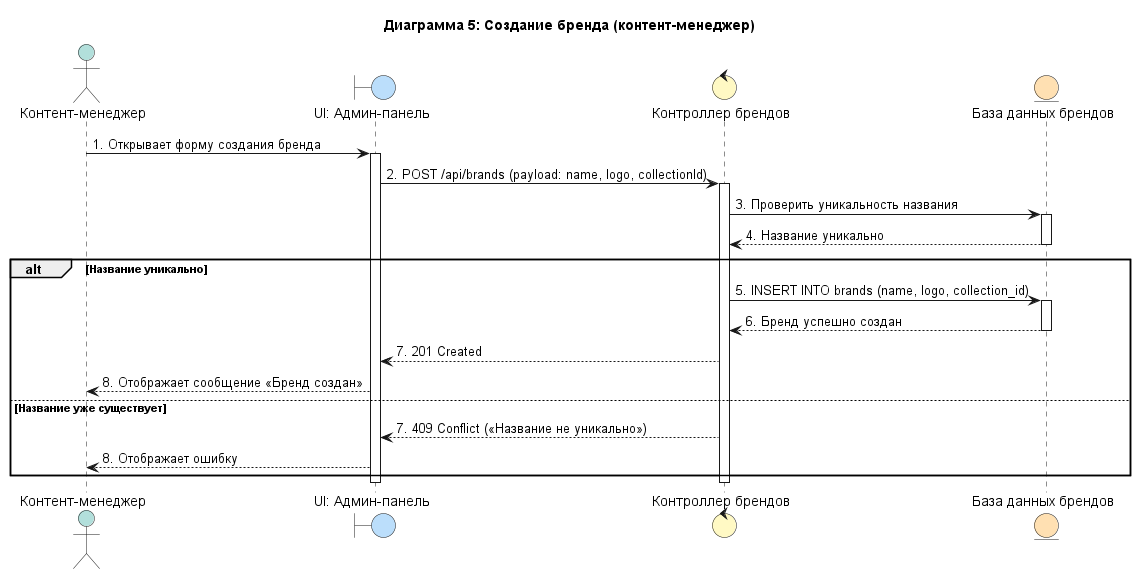 Диаграмма 5: Создание бренда (контент-менеджер)
Контент-менеджер
UI: Админ-панель
Контроллер брендов
База данных брендов
1. Открывает форму создания бренда
2. POST /api/brands (payload: name, logo, collectionId)
3. Проверить уникальность названия
4. Название уникально
alt [Название уникально]
5. INSERT INTO brands (name, logo, collection_id)
6. Бренд успешно создан
7. 201 Created
8. Отображает сообщение «Бренд создан»
[Название уже существует]
7. 409 Conflict («Название не уникально»)
8. Отображает ошибку
Контент-менеджер
UI: Админ-панель
Контроллер брендов
База данных брендов